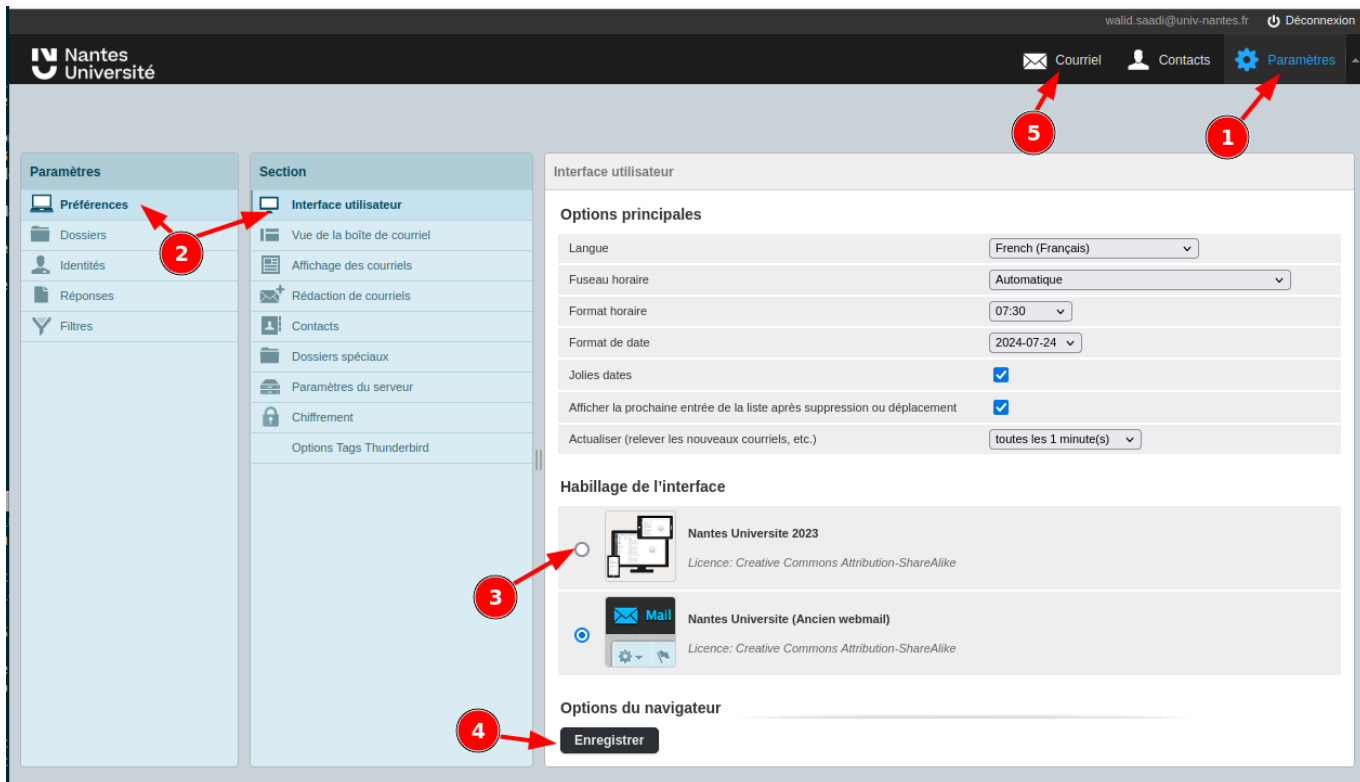 walid.saadi@univ-nantes.fr Déconnexion
Nantes
Université
Courriel Contacts Paramètres
5
1
Paramètres
Préférences
Dossiers
Identités
Réponses
Filtres
2
Section
Interface utilisateur
Vue de la boîte de courriel
Affichage des courriels
Rédaction de courriels
Contacts
Dossiers spéciaux
Paramètres du serveur
Chiffrement
Options Tags Thunderbird
Interface utilisateur
Options principales
Langue French (Français)
Fuseau horaire Automatique
Format horaire 07:30
Format de date 2024-07-24
Jolies dates
Afficher la prochaine entrée de la liste après suppression ou déplacement
Actualiser (relever les nouveaux courriels, etc.) toutes les 1 minute(s)
Habillage de l’interface
Nantes Universite 2023
Licence: Creative Commons Attribution-ShareAlike
3
Mail
Nantes Universite (Ancien webmail)
Licence: Creative Commons Attribution-ShareAlike
Options du navigateur
4
Enregistrer